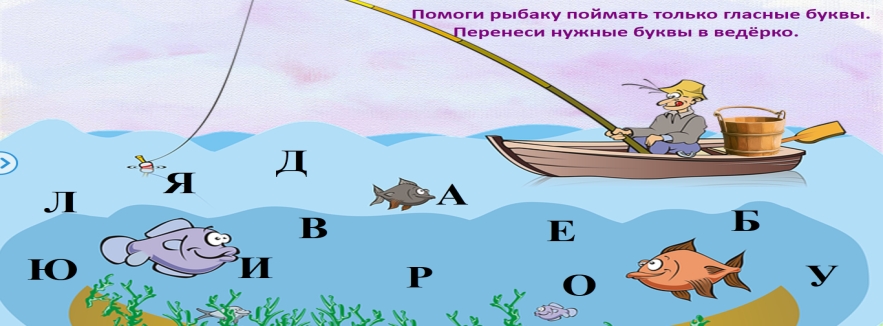 Помоги рыбаку поймать только гласные буквы.
Перенеси нужные буквы в ведёрко.
Д
Я А
Л
В Е Б
Ю И Р О У